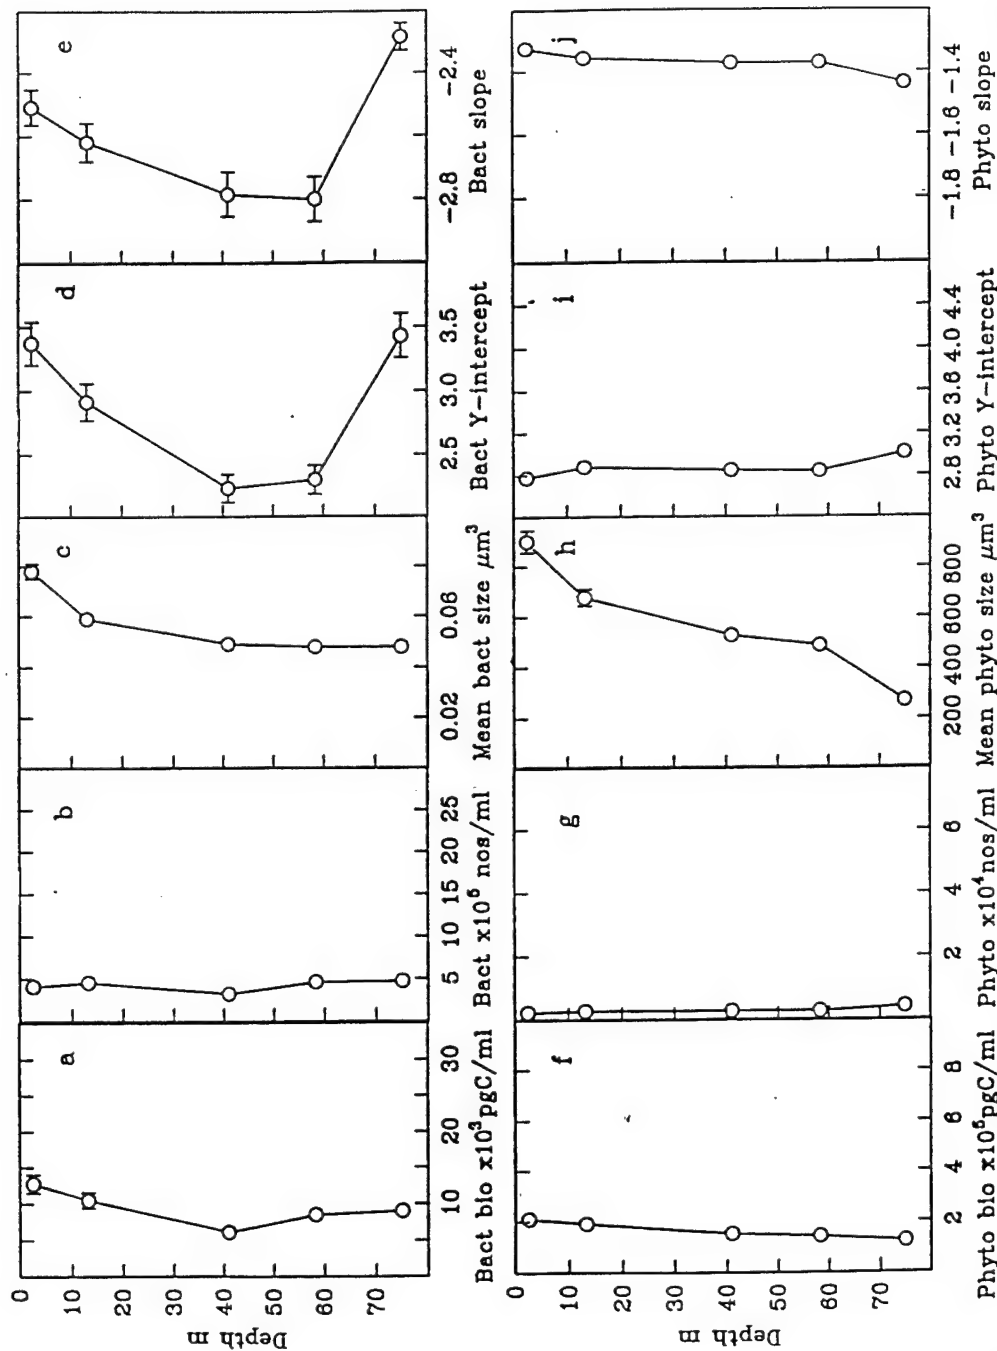 a b c d e
0
10
20
30
40
50
60
70
Depth m
10 20 30
5 10 15 20 25
0.02 0.06
2.5 3.0 3.5
−2.8 −2.4
Bact bio x10³pgC/ml
Bact x10⁵ nos/ml
Mean bact size μm³
Bact Y−intercept
Bact slope
f g h i j
0
10
20
30
40
50
60
70
Depth m
2 4 6 8
2 4 6
200 400 600 800
2.8 3.2 3.6 4.0 4.4
−1.8 −1.6 −1.4
Phyto bio x10⁵pgC/ml
Phyto x10⁴nos/ml
Mean phyto size μm³
Phyto Y−intercept
Phyto slope